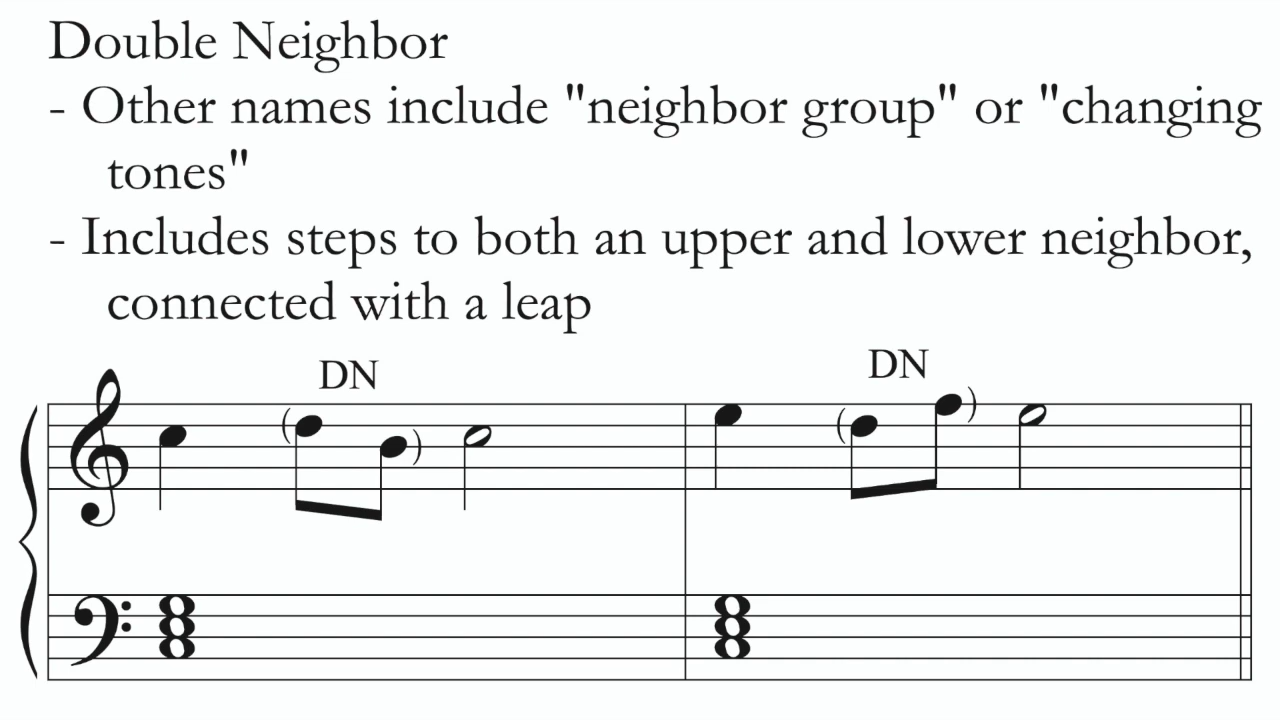 Double Neighbor
- Other names include "neighbor group" or "changing
tones"
- Includes steps to both an upper and lower neighbor,
connected with a leap
DN
DN